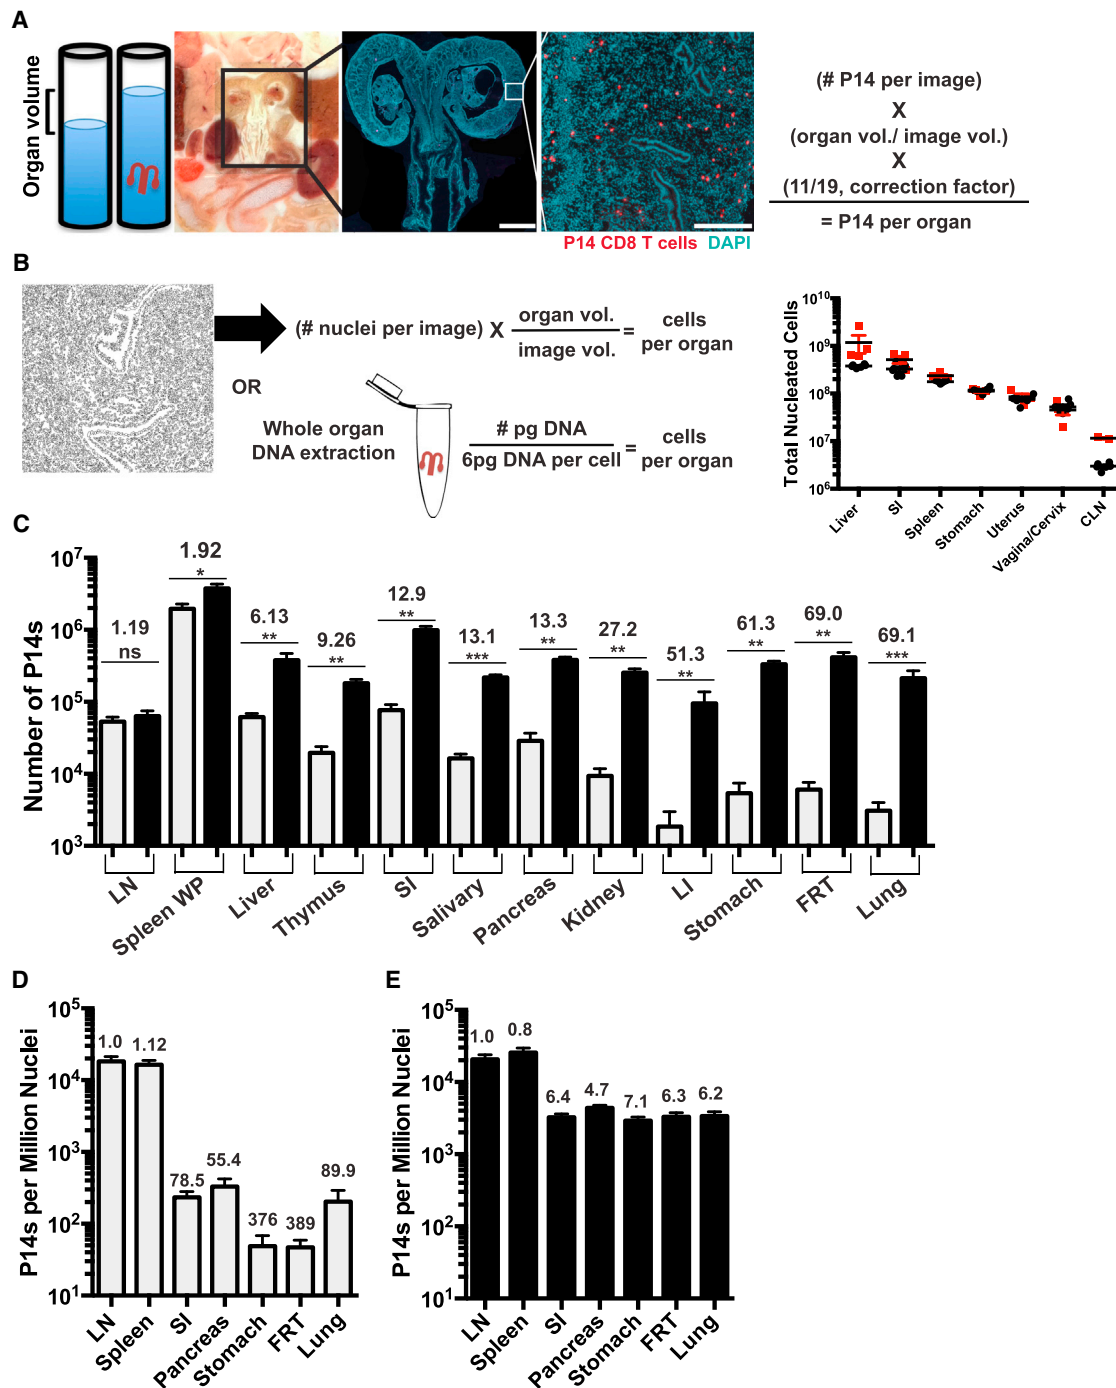 A
Organ volume
P14 CD8 T cells DAPI
(# P14 per image)
X
(organ vol./ image vol.)
X
(11/19, correction factor)
= P14 per organ
B
(# nuclei per image) X organ vol. / image vol. = cells per organ
OR
Whole organ
DNA extraction
# pg DNA
6pg DNA per cell
=
cells
per organ
Total Nucleated Cells
10^10
10^9
10^8
10^7
10^6
Liver
SI
Spleen
Stomach
Uterus
Vagina/Cervix
CLN
C
Number of P14s
10^7
10^6
10^5
10^4
10^3
1.19
ns
1.92
*
6.13
**
9.26
**
12.9
**
13.1
***
13.3
**
27.2
**
51.3
**
61.3
**
69.0
**
69.1
***
LN
Spleen WP
Liver
Thymus
SI
Salivary
Pancreas
Kidney
LI
Stomach
FRT
Lung
D
P14s per Million Nuclei
10^5
10^4
10^3
10^2
10^1
1.0
1.12
78.5
55.4
376
389
89.9
LN
Spleen
SI
Pancreas
Stomach
FRT
Lung
E
P14s per Million Nuclei
10^5
10^4
10^3
10^2
10^1
1.0
0.8
6.4
4.7
7.1
6.3
6.2
LN
Spleen
SI
Pancreas
Stomach
FRT
Lung